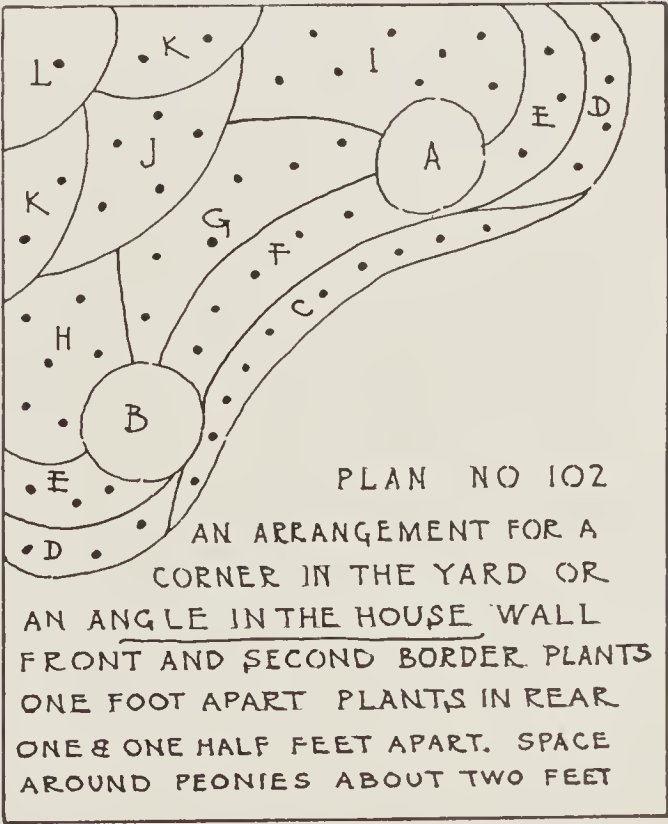 L K I E D
K J G F A
H B C
E D
PLAN NO 102
AN ARRANGEMENT FOR A
CORNER IN THE YARD OR
AN ANGLE IN THE HOUSE WALL
FRONT AND SECOND BORDER PLANTS
ONE FOOT APART PLANTS IN REAR
ONE & ONE HALF FEET APART. SPACE
AROUND PEONIES ABOUT TWO FEET